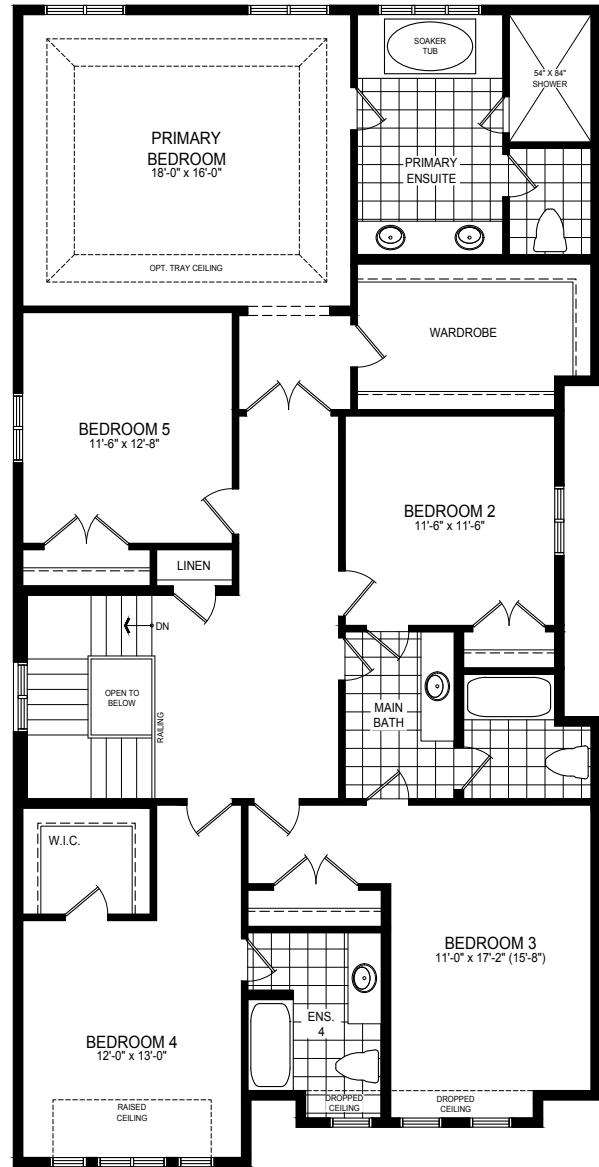 SOAKER
TUB
54" X 84"
SHOWER
PRIMARY
BEDROOM
18'-0" x 16'-0"
PRIMARY
ENSUITE
OPT. TRAY CEILING
WARDROBE
BEDROOM 5
11'-6" x 12'-8"
BEDROOM 2
11'-6" x 11'-6"
LINEN
DN
OPEN TO
BELOW
RAILING
MAIN
BATH
W.I.C.
BEDROOM 3
11'-0" x 17'-2" (15'-8")
ENS.
4
BEDROOM 4
12'-0" x 13'-0"
RAISED
CEILING
DROPPED
CEILING
DROPPED
CEILING